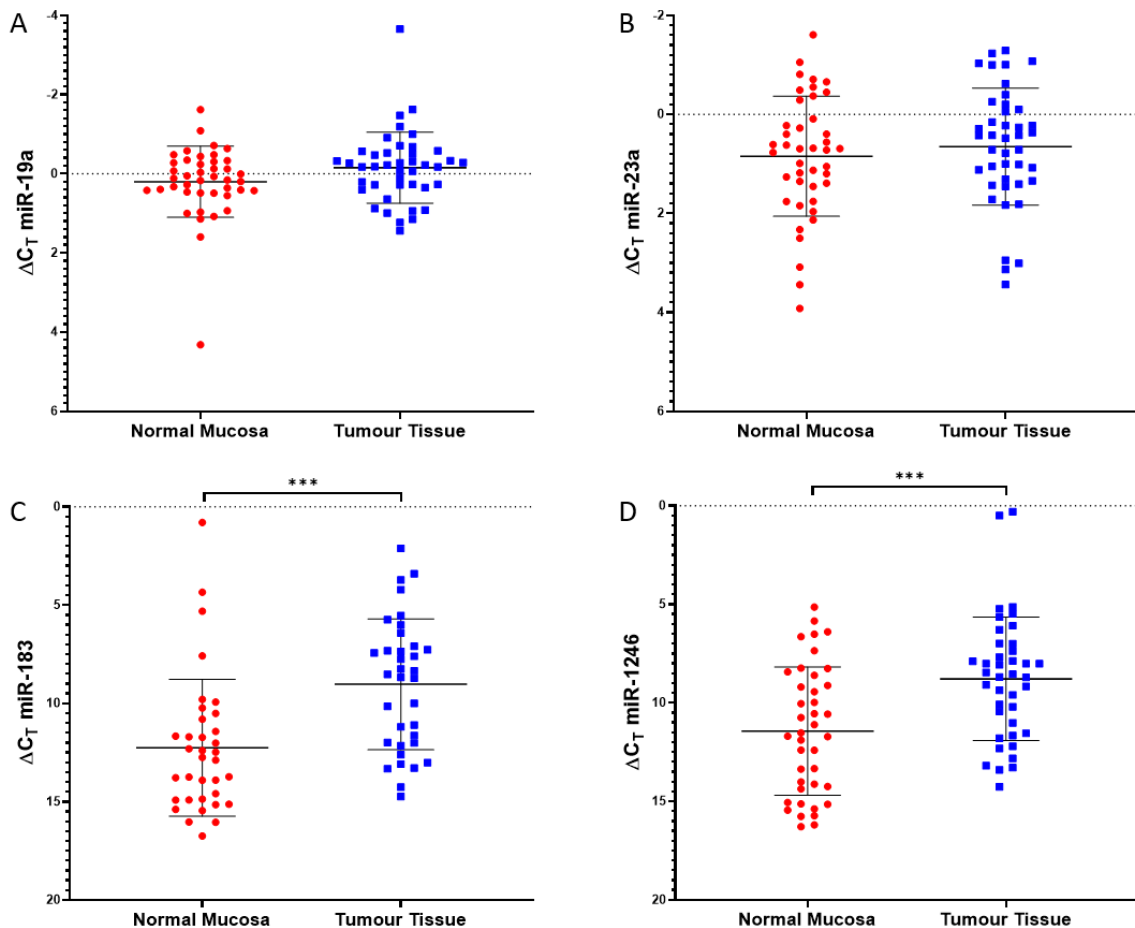 A
-4
-2
0
2
4
6
ΔCT miR-19a
Normal Mucosa
Tumour Tissue
B
-2
0
2
4
6
ΔCT miR-23a
Normal Mucosa
Tumour Tissue
C
***
0
5
10
15
20
ΔCT miR-183
Normal Mucosa
Tumour Tissue
D
***
0
5
10
15
20
ΔCT miR-1246
Normal Mucosa
Tumour Tissue